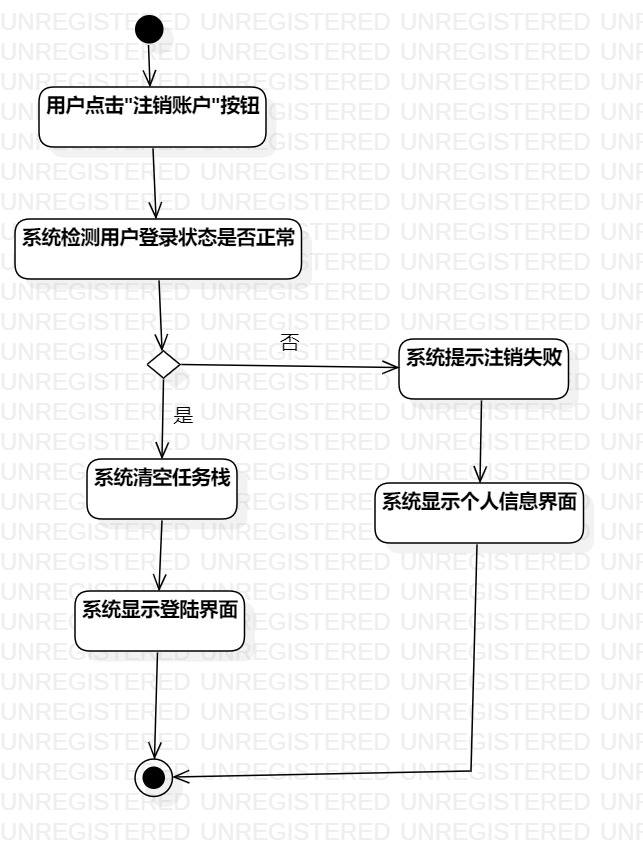 用户点击"注销账户"按钮
系统检测用户登录状态是否正常
否
系统提示注销失败
是
系统清空任务栈
系统显示个人信息界面
系统显示登陆界面
UNREGISTERED